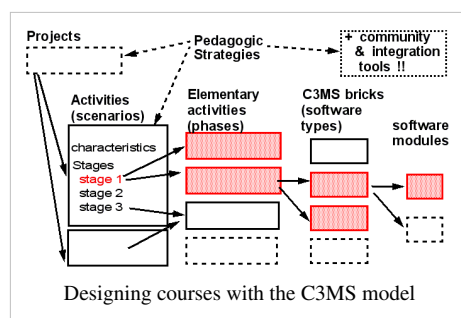 Projects
Pedagogic
Strategies
+ community
& integration
tools !!
Activities
(scenarios)
Elementary
activities
(phases)
C3MS bricks
(software
types)
software
modules
characteristics
Stages
stage 1
stage 2
stage 3
Designing courses with the C3MS model